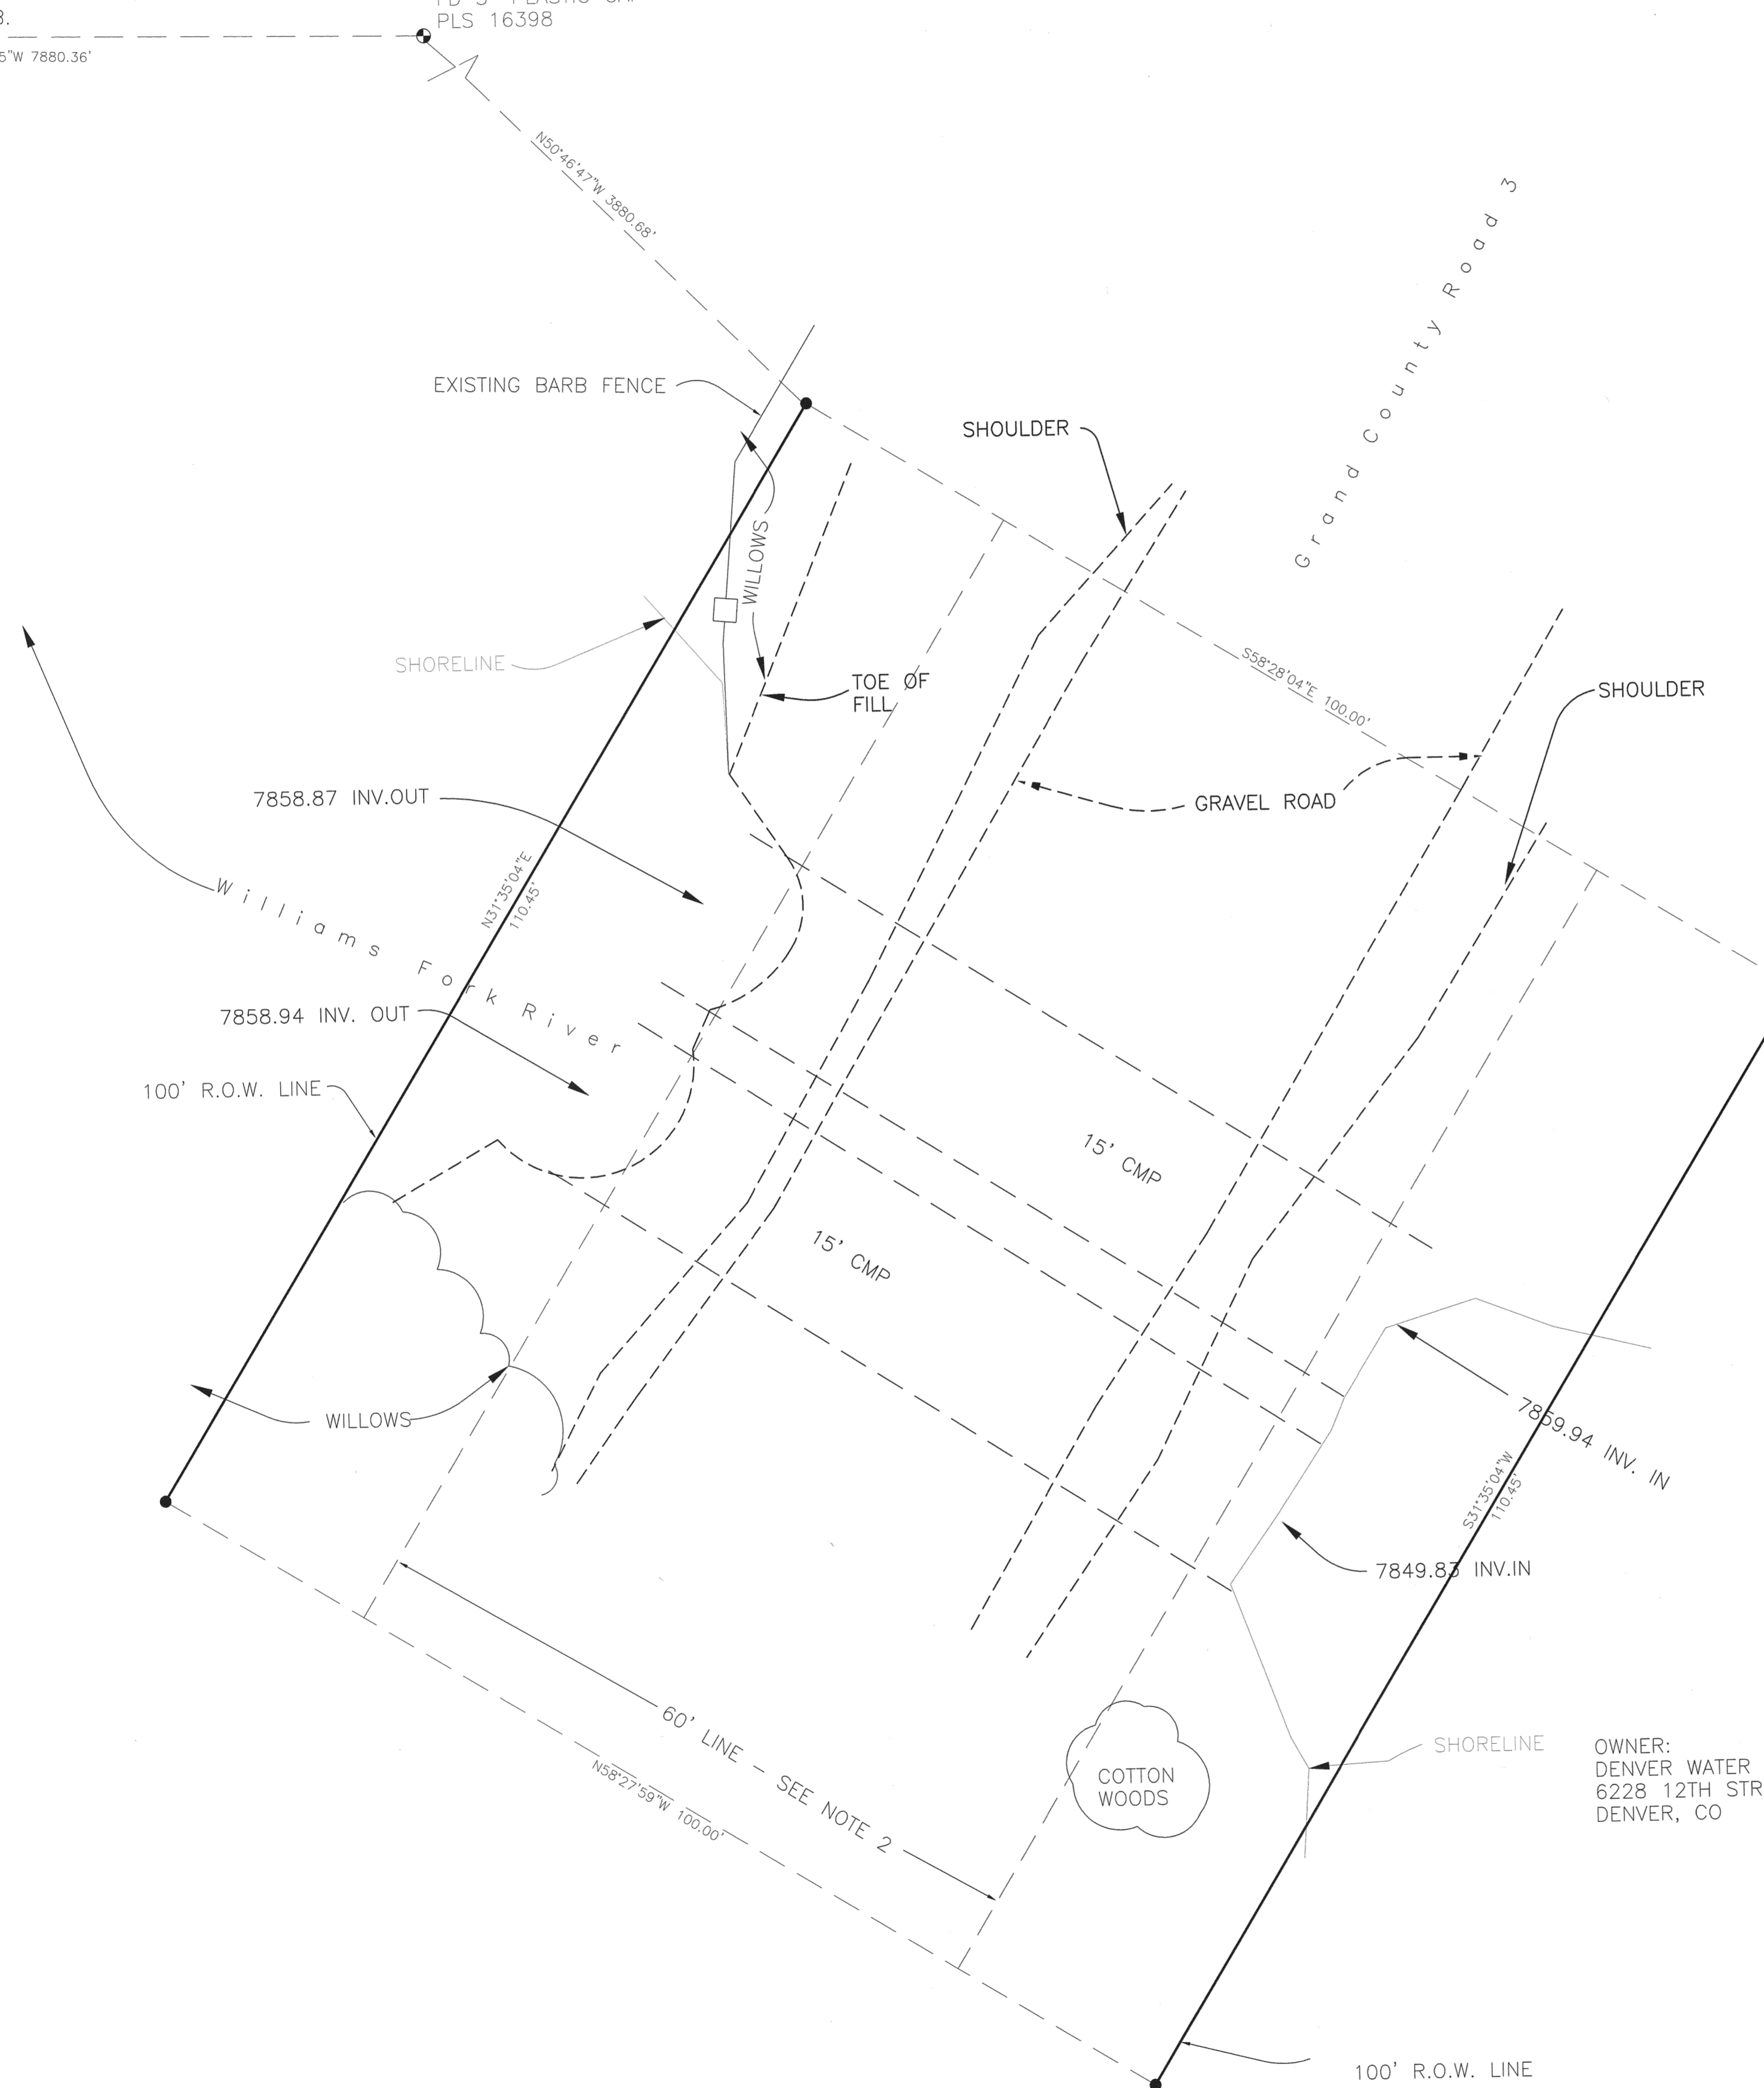 PLS 16398
5"W 7880.36'
N50°46'47"W 3880.68'
Grand County Road 3
EXISTING BARB FENCE
SHOULDER
WILLOWS
SHORELINE
TOE OF
FILL
S58°28'04"E 100.00'
SHOULDER
7858.87 INV.OUT
GRAVEL ROAD
N31°35'04"E
110.45'
Williams Fork River
7858.94 INV. OUT
100' R.O.W. LINE
15' CMP
15' CMP
WILLOWS
7859.94 INV. IN
S31°35'04"W
110.45'
7849.83 INV.IN
60' LINE - SEE NOTE 2
N58°27'59"W 100.00'
COTTON
WOODS
SHORELINE
OWNER:
DENVER WATER
6228 12TH STR
DENVER, CO
100' R.O.W. LINE